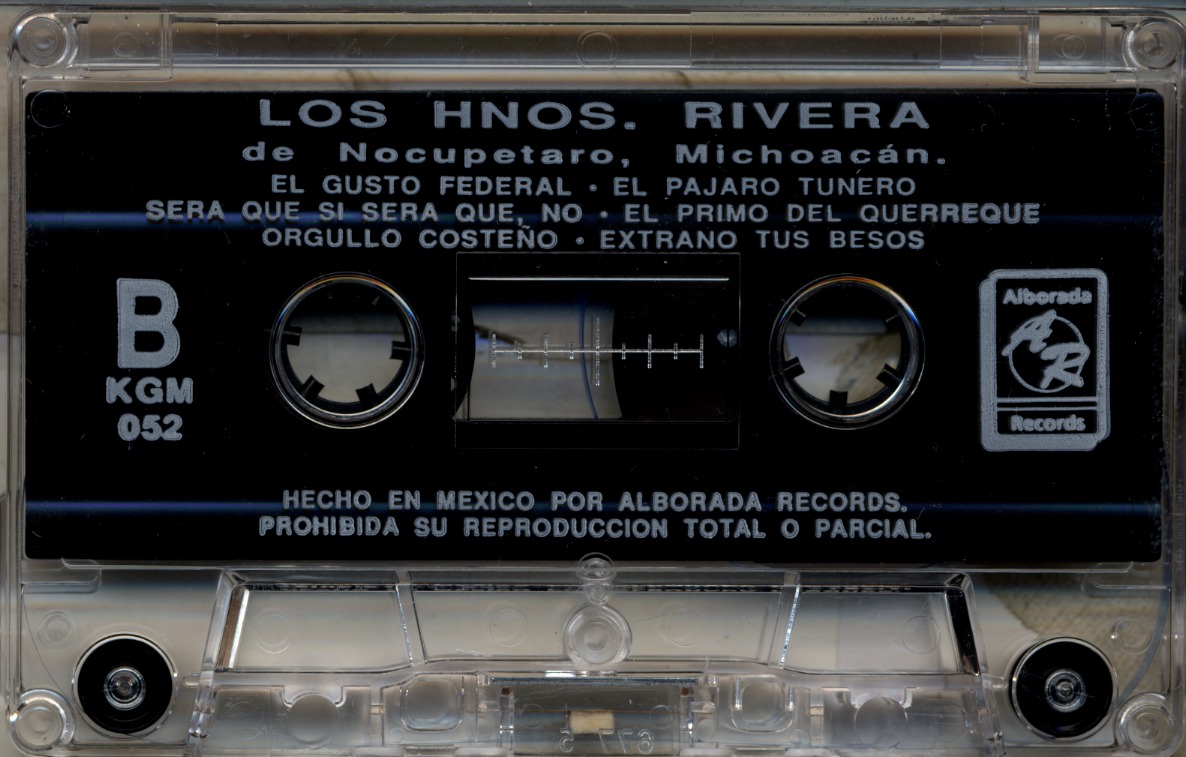 LOS HNOS. RIVERA
de Nocupetaro, Michoacán.
EL GUSTO FEDERAL • EL PAJARO TUNERO
SERA QUE SI SERA QUE, NO • EL PRIMO DEL QUERREQUE
ORGULLO COSTEÑO • EXTRANO TUS BESOS
B
KGM
052
Alborada
AR
Records
HECHO EN MEXICO POR ALBORADA RECORDS.
PROHIBIDA SU REPRODUCCION TOTAL O PARCIAL.